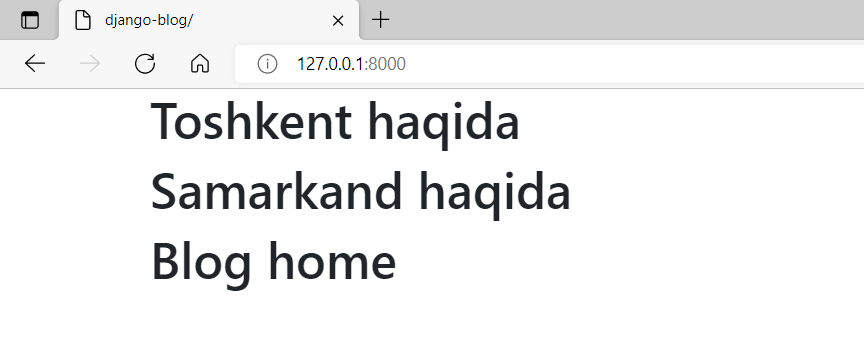 django-blog/
127.0.0.1:8000
Toshkent haqida
Samarkand haqida
Blog home